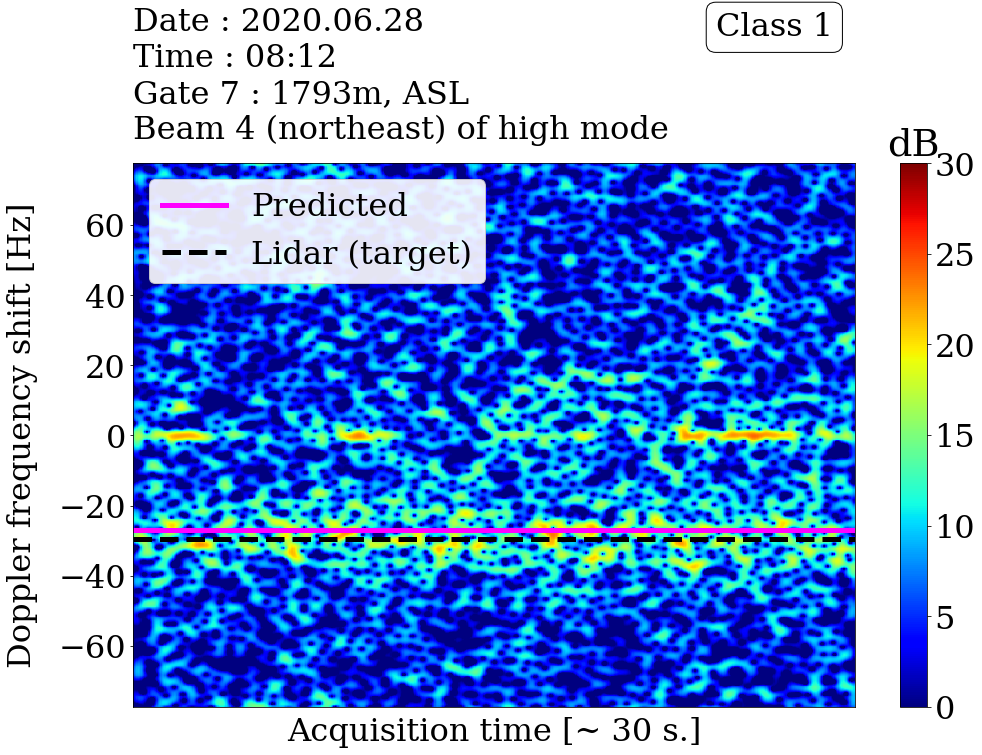 Date : 2020.06.28
Time : 08:12
Gate 7 : 1793m, ASL
Beam 4 (northeast) of high mode
Class 1
dB
Predicted
Lidar (target)
Doppler frequency shift [Hz]
60
40
20
0
−20
−40
−60
30
25
20
15
10
5
0
Acquisition time [~ 30 s.]